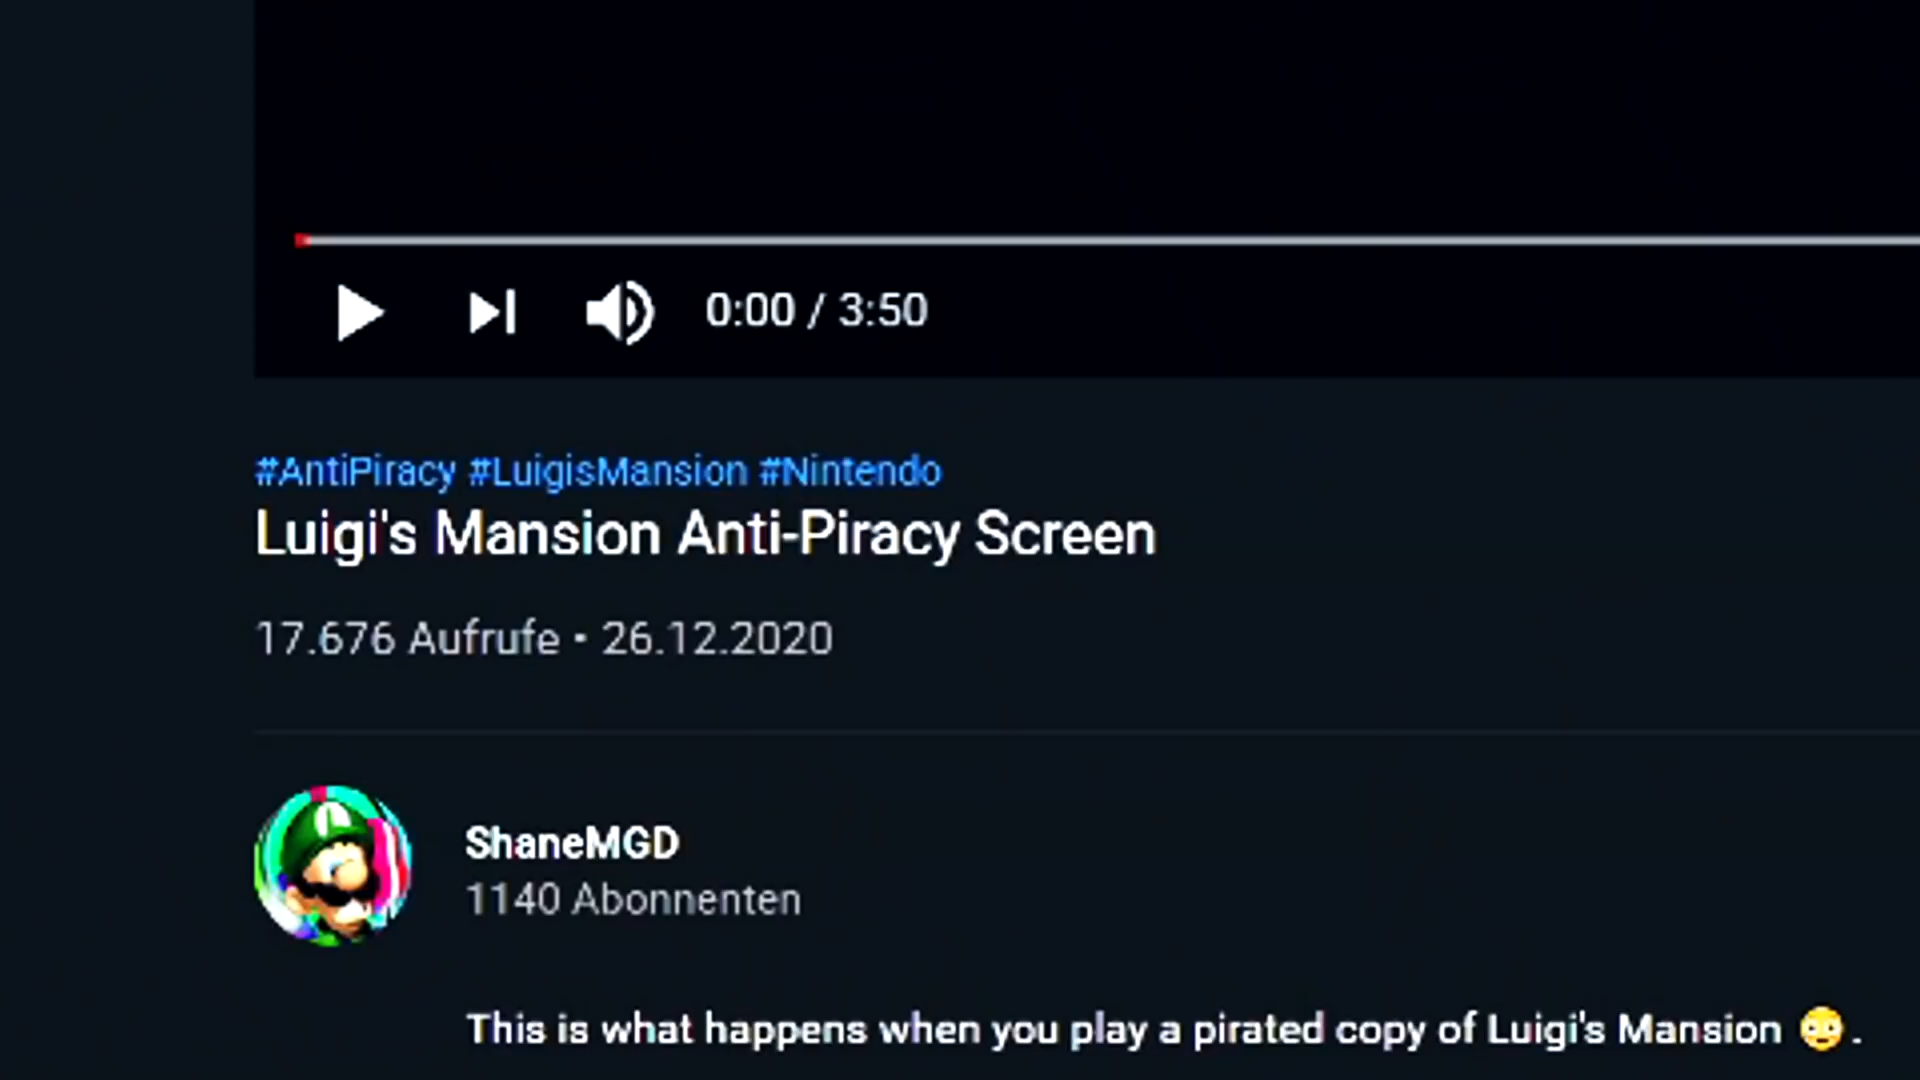 0:00 / 3:50
#AntiPiracy #LuigisMansion #Nintendo
Luigi's Mansion Anti-Piracy Screen
17.676 Aufrufe • 26.12.2020
ShaneMGD
1140 Abonnenten
This is what happens when you play a pirated copy of Luigi's Mansion 😳.